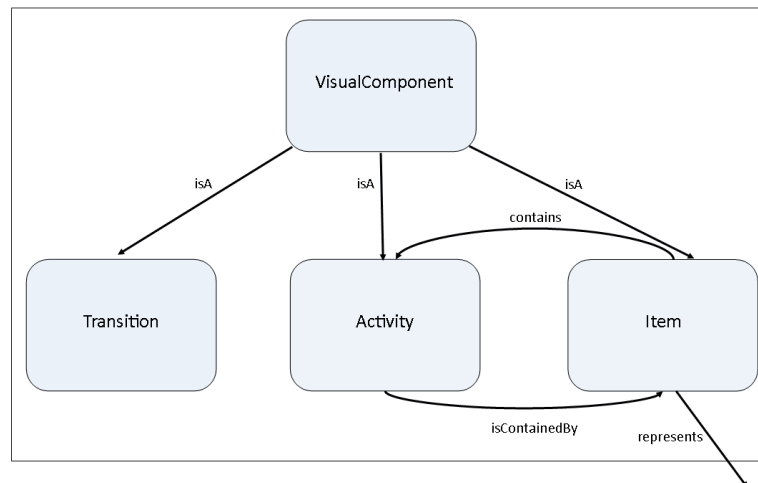 VisualComponent
isA
isA
isA
contains
Transition
Activity
Item
isContainedBy
represents